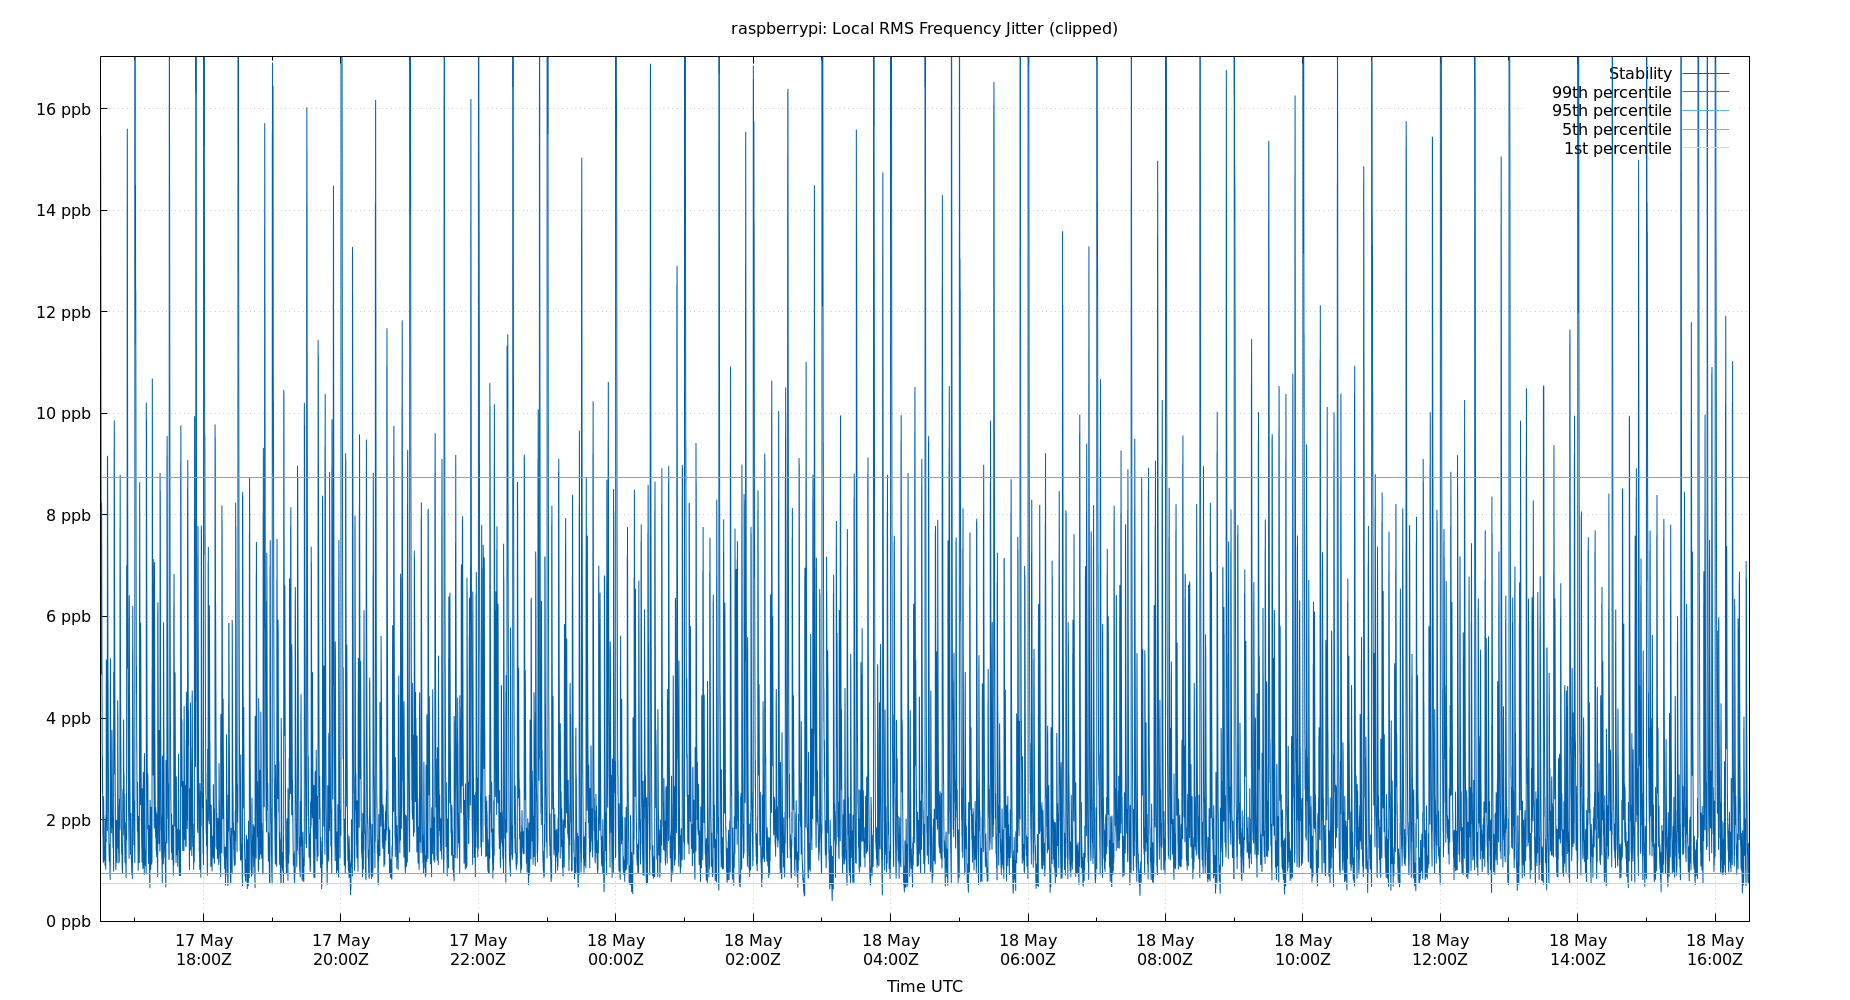 raspberrypi: Local RMS Frequency Jitter (clipped)
Stability
99th percentile
95th percentile
5th percentile
1st percentile
16 ppb
14 ppb
12 ppb
10 ppb
8 ppb
6 ppb
4 ppb
2 ppb
0 ppb
17 May 17 May 17 May 18 May 18 May 18 May 18 May 18 May 18 May 18 May 18 May 18 May
18:00Z 20:00Z 22:00Z 00:00Z 02:00Z 04:00Z 06:00Z 08:00Z 10:00Z 12:00Z 14:00Z 16:00Z
Time UTC